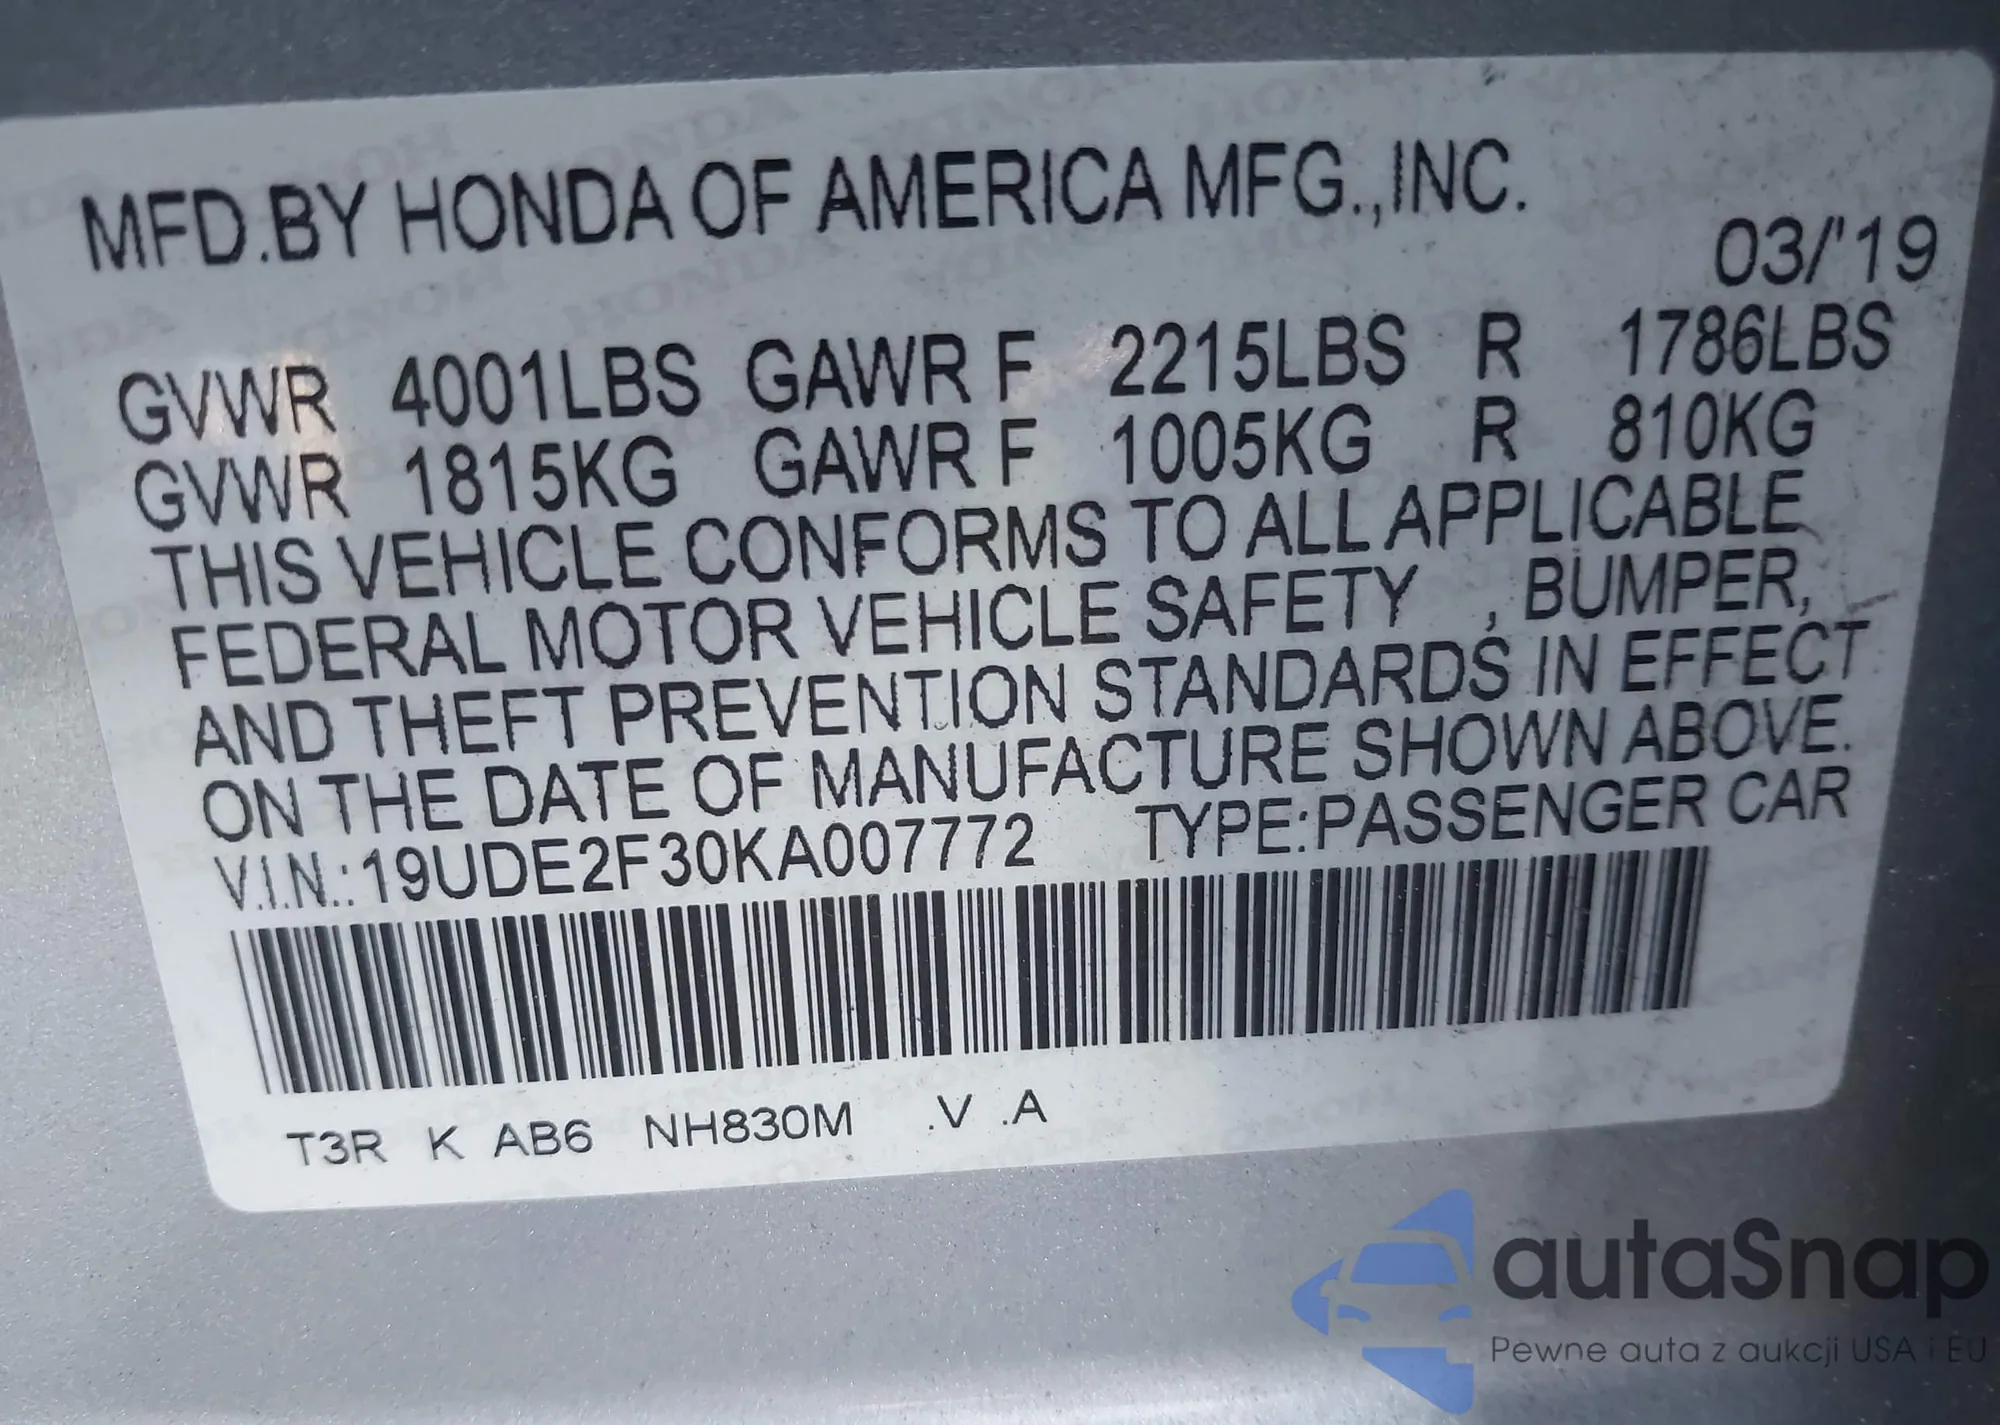 MFD.BY HONDA OF AMERICA MFG.,INC.
03/'19
GVWR 4001LBS GAWR F 2215LBS R 1786LBS
GVWR 1815KG GAWR F 1005KG R 810KG
THIS VEHICLE CONFORMS TO ALL APPLICABLE
FEDERAL MOTOR VEHICLE SAFETY , BUMPER,
AND THEFT PREVENTION STANDARDS IN EFFECT
ON THE DATE OF MANUFACTURE SHOWN ABOVE.
V.I.N.: 19UDE2F30KA007772 TYPE:PASSENGER CAR
T3R K AB6 NH830M .V .A
autaSnap
Pewne auta z aukcji USA i EU